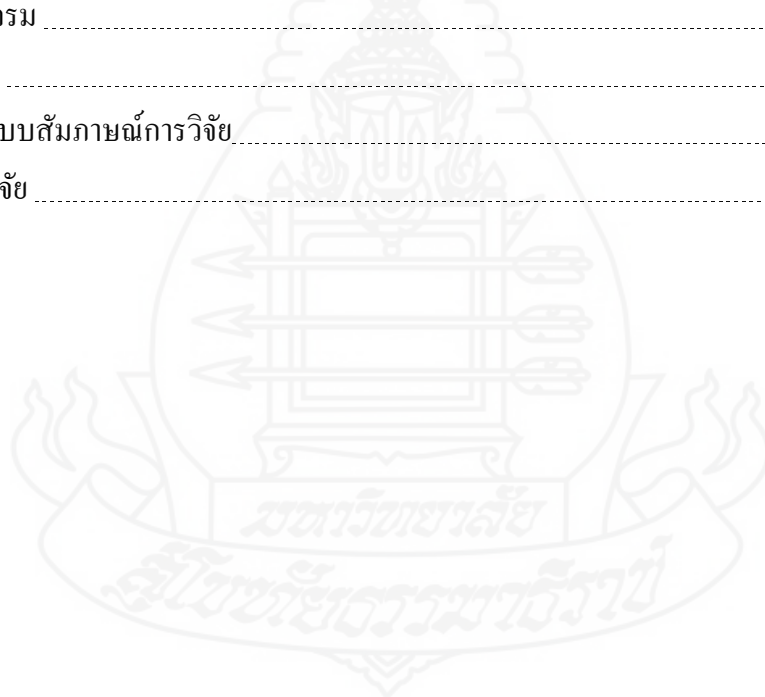 รรม
บบสัมภาษณ์การวิจัย
จัย
มหาวิทยาลัย
สุโขทัยธรรมาธิราช